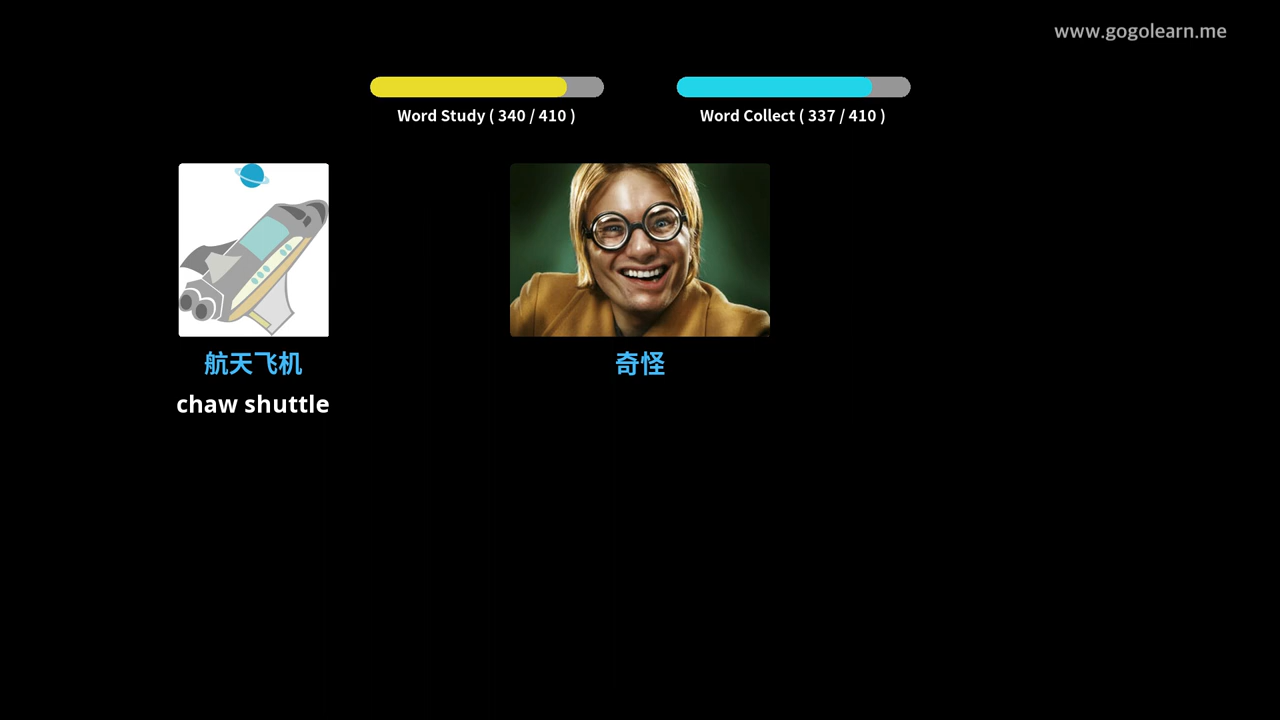 www.gogolearn.me
Word Study ( 340 / 410 )
Word Collect ( 337 / 410 )
航天飞机
奇怪
chaw shuttle